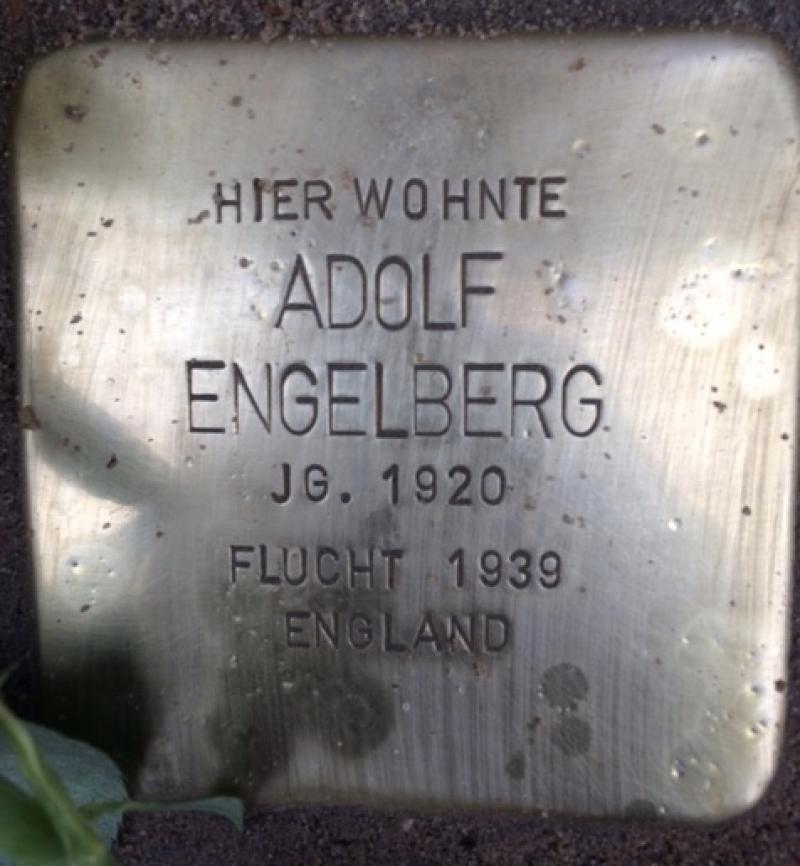 HIER WOHNTE
ADOLF
ENGELBERG
JG. 1920
FLUCHT 1939
ENGLAND